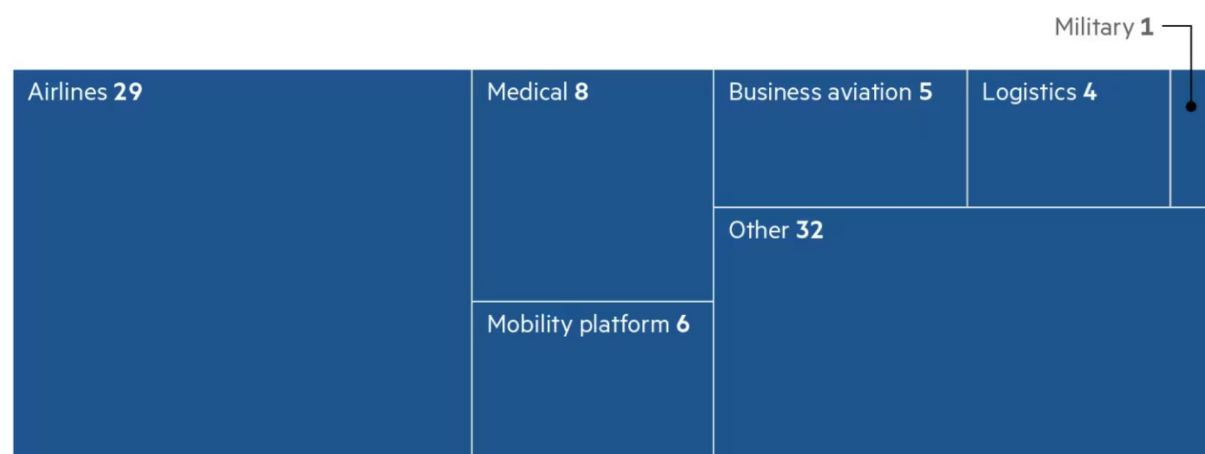 Military 1
Airlines 29
Medical 8
Business aviation 5
Logistics 4
Other 32
Mobility platform 6